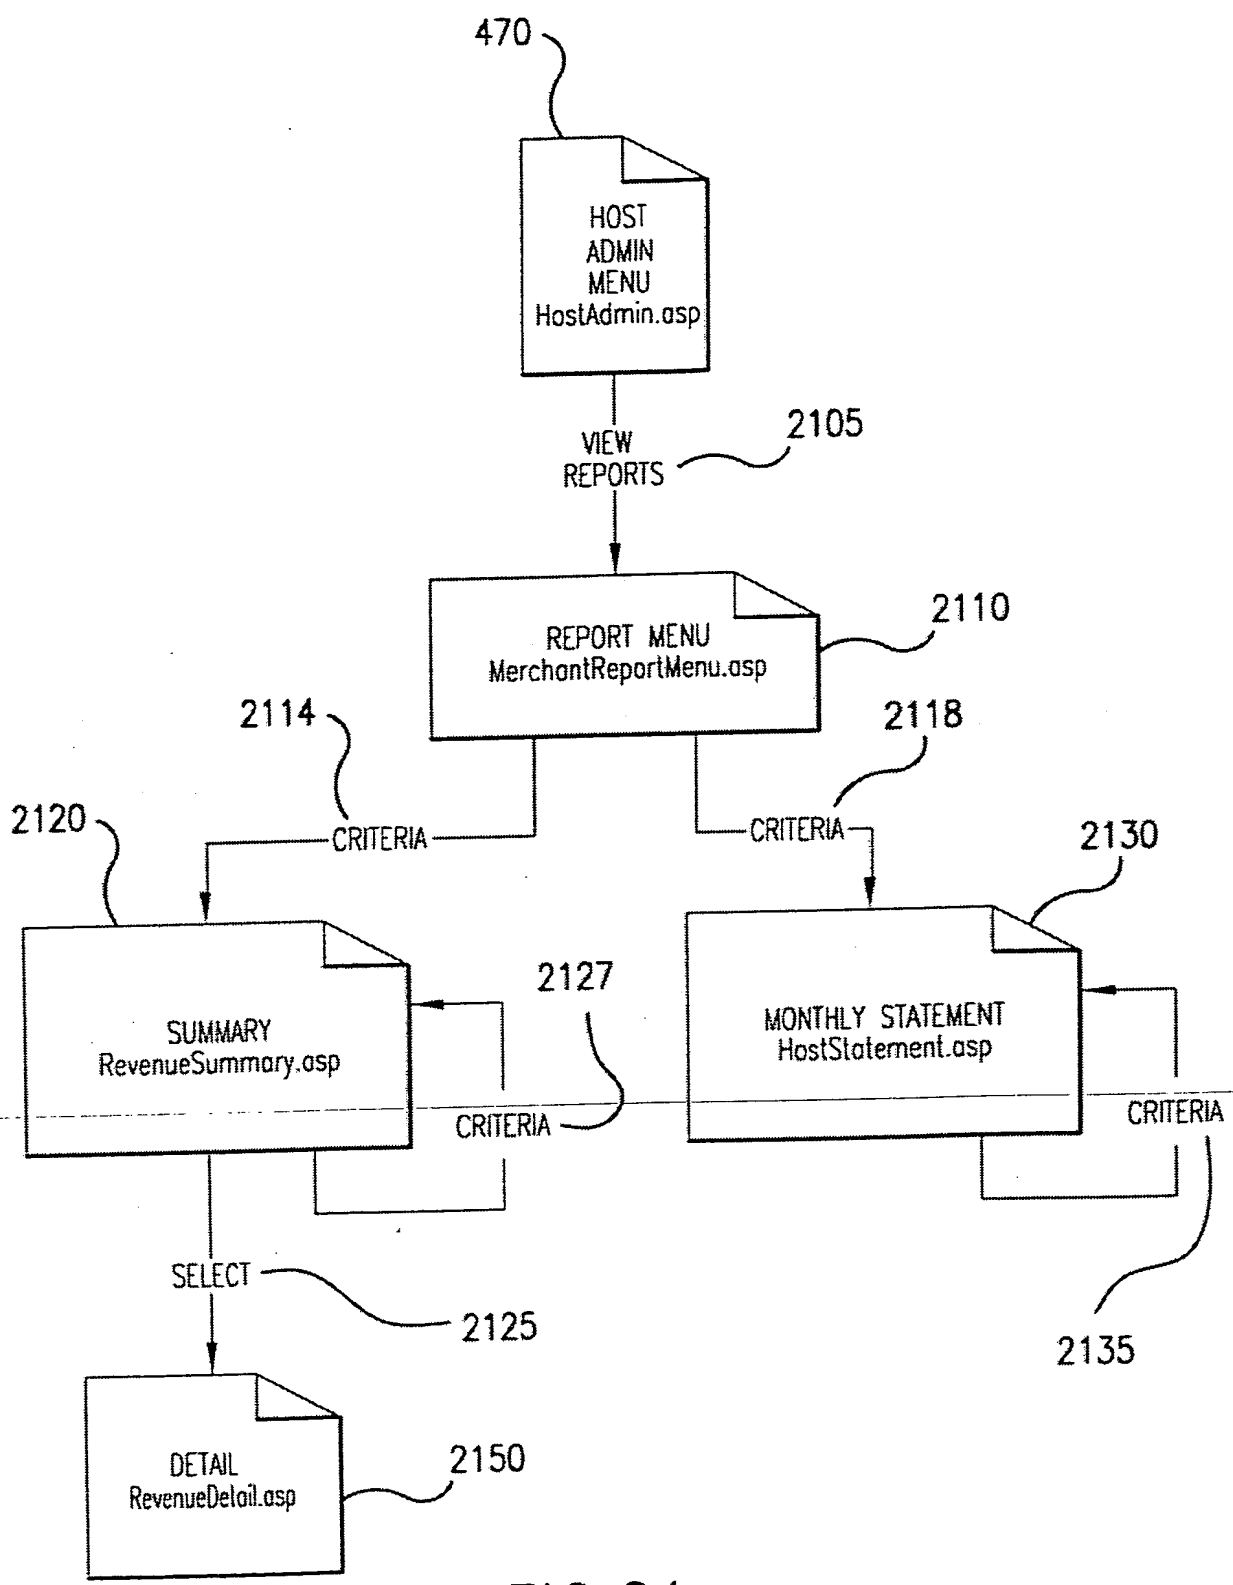 470
HOST
ADMIN
MENU
HostAdmin.asp
VIEW
REPORTS
2105
REPORT MENU
MerchantReportMenu.asp
2110
2114
2118
CRITERIA
CRITERIA
2120
2130
SUMMARY
RevenueSummary.asp
2127
CRITERIA
MONTHLY STATEMENT
HostStatement.asp
CRITERIA
SELECT
2125
2135
DETAIL
RevenueDetail.asp
2150